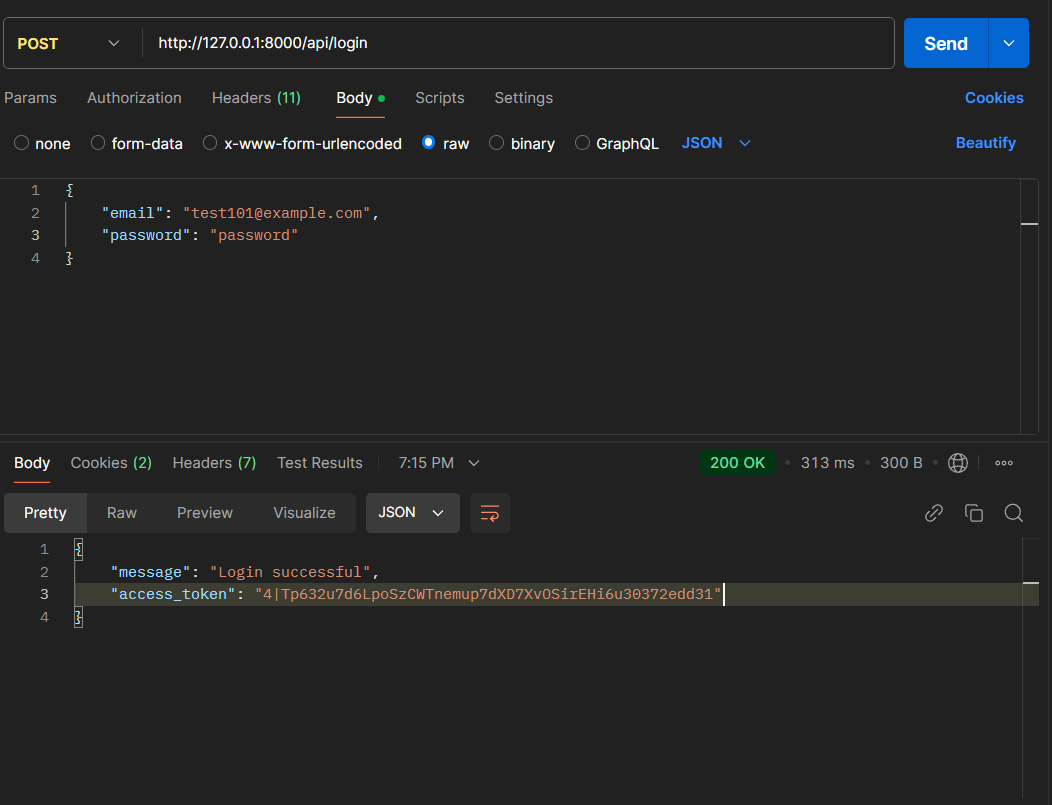 POST http://127.0.0.1:8000/api/login Send
Params Authorization Headers (11) Body Scripts Settings Cookies
none form-data x-www-form-urlencoded raw binary GraphQL JSON Beautify
1 {
2 "email": "test101@example.com",
3 "password": "password"
4 }
Body Cookies (2) Headers (7) Test Results 7:15 PM 200 OK 313 ms 300 B
Pretty Raw Preview Visualize JSON
1 {
2 "message": "Login successful",
3 "access_token": "4|Tp632u7d6LpoSzCWTnemup7dXD7XvOSirEHi6u30372edd31"
4 }